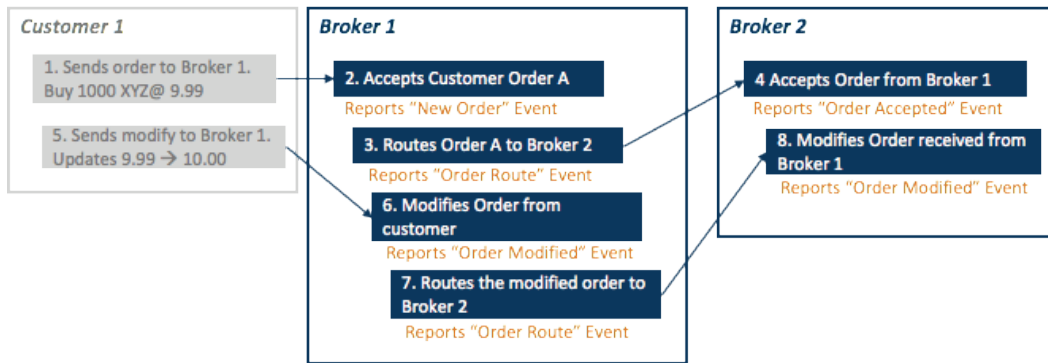 Customer 1
1. Sends order to Broker 1.
Buy 1000 XYZ@ 9.99
5. Sends modify to Broker 1.
Updates 9.99 → 10.00
Broker 1
2. Accepts Customer Order A
Reports "New Order" Event
3. Routes Order A to Broker 2
Reports "Order Route" Event
6. Modifies Order from
customer
Reports "Order Modified" Event
7. Routes the modified order to
Broker 2
Reports "Order Route" Event
Broker 2
4 Accepts Order from Broker 1
Reports "Order Accepted" Event
8. Modifies Order received from
Broker 1
Reports "Order Modified" Event